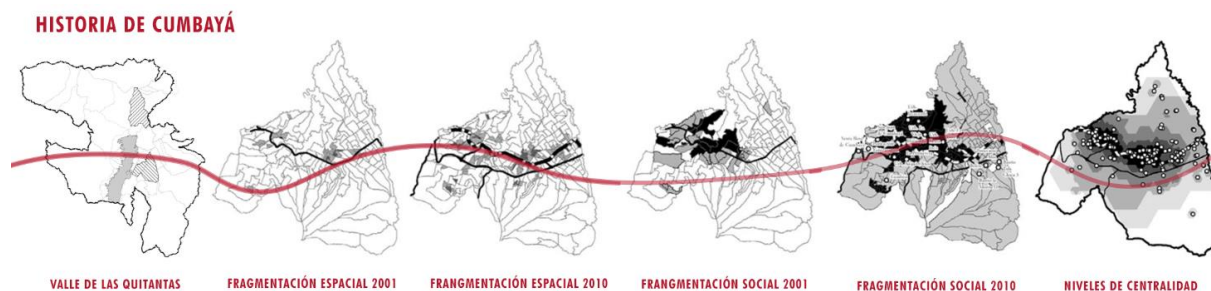 HISTORIA DE CUMBAYÁ
VALLE DE LAS QUITANTAS
FRAGMENTACIÓN ESPACIAL 2001
FRANGMENTACIÓN ESPACIAL 2010
FRANGMENTACIÓN SOCIAL 2001
FRAGMENTACIÓN SOCIAL 2010
NIVELES DE CENTRALIDAD